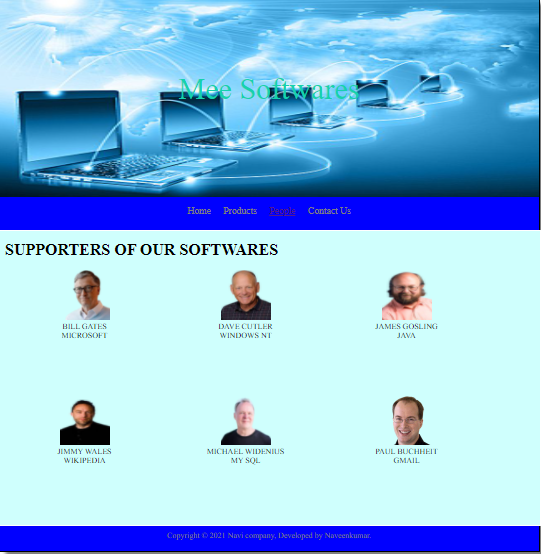 Mee Softwares
Home Products People Contact Us
SUPPORTERS OF OUR SOFTWARES
BILL GATES DAVE CUTLER JAMES GOSLING
MICROSOFT WINDOWS NT JAVA
JIMMY WALES MICHAEL WIDENIUS PAUL BUCHHEIT
WIKIPEDIA MY SQL GMAIL
Copyright © 2021 Navi company, Developed by Naveenkumar.